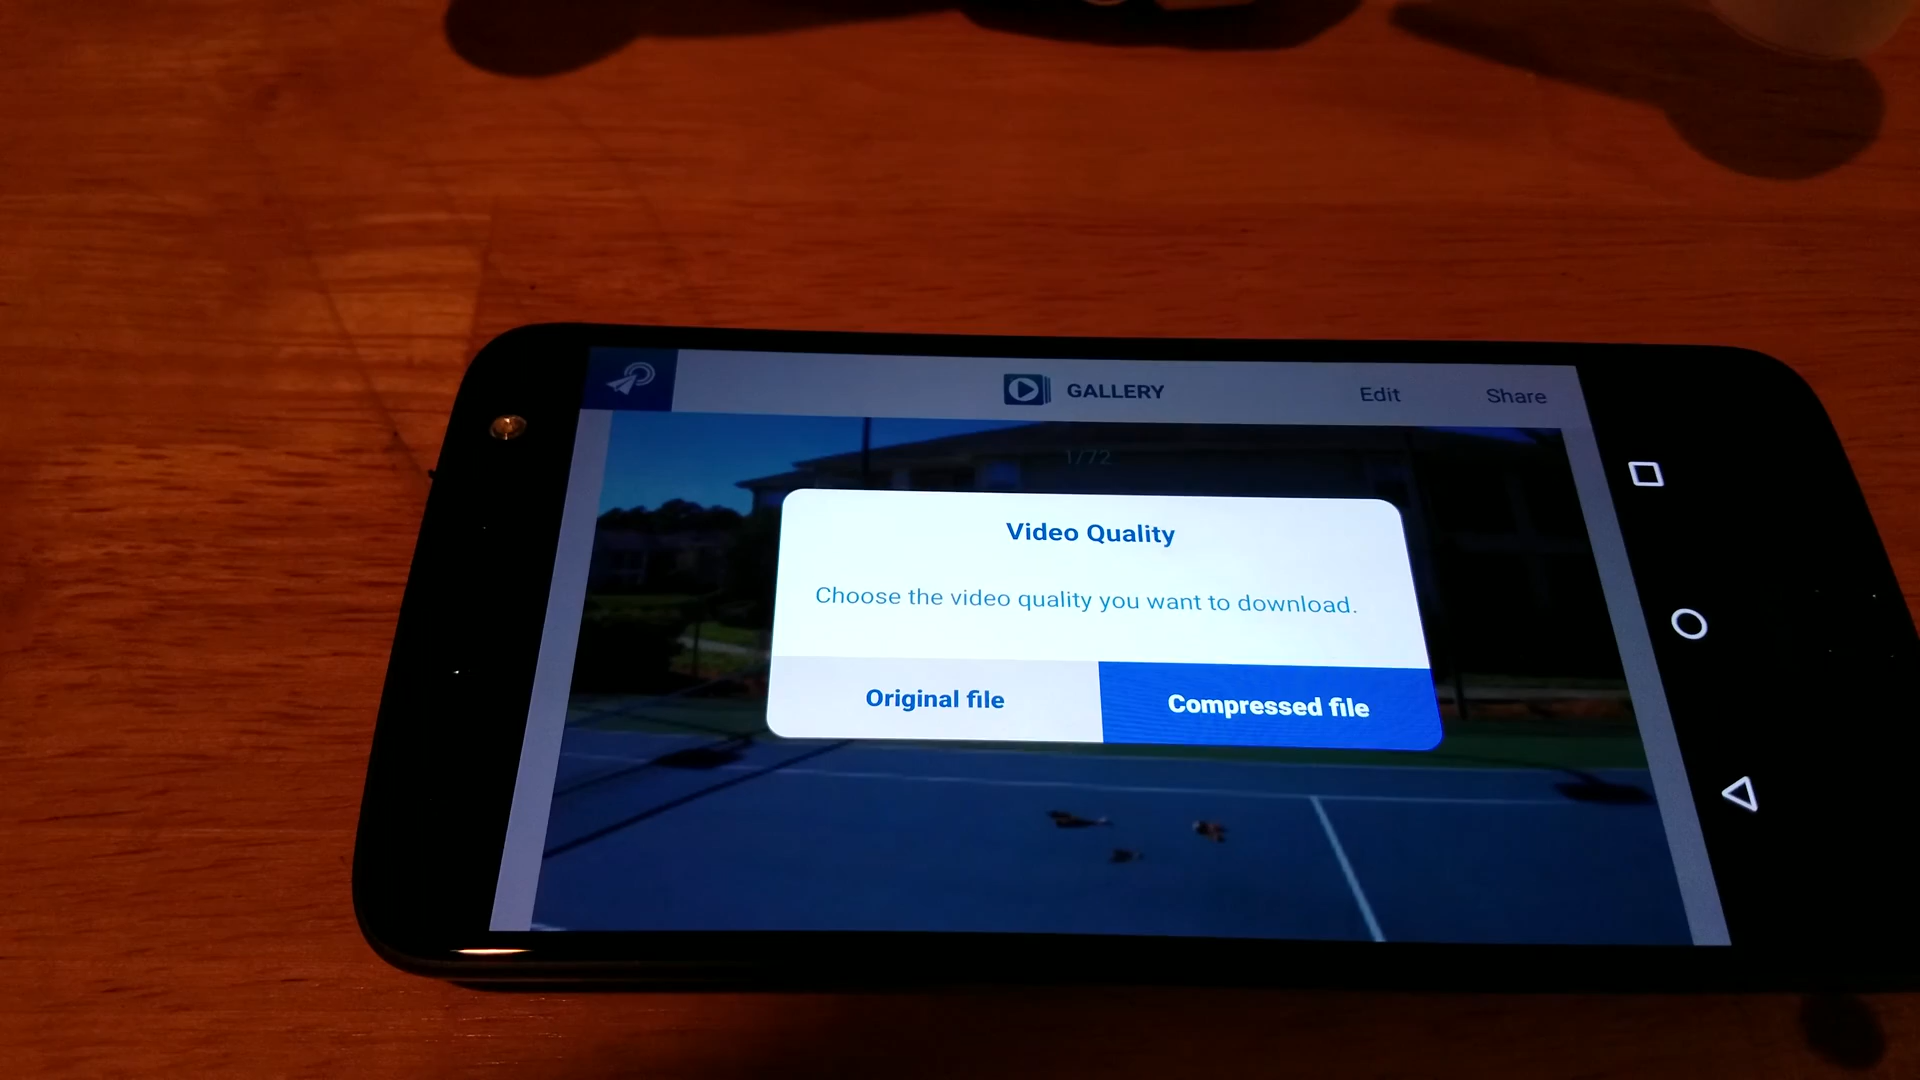 GALLERY
Edit
Share
1/72
Video Quality
Choose the video quality you want to download.
Original file
Compressed file